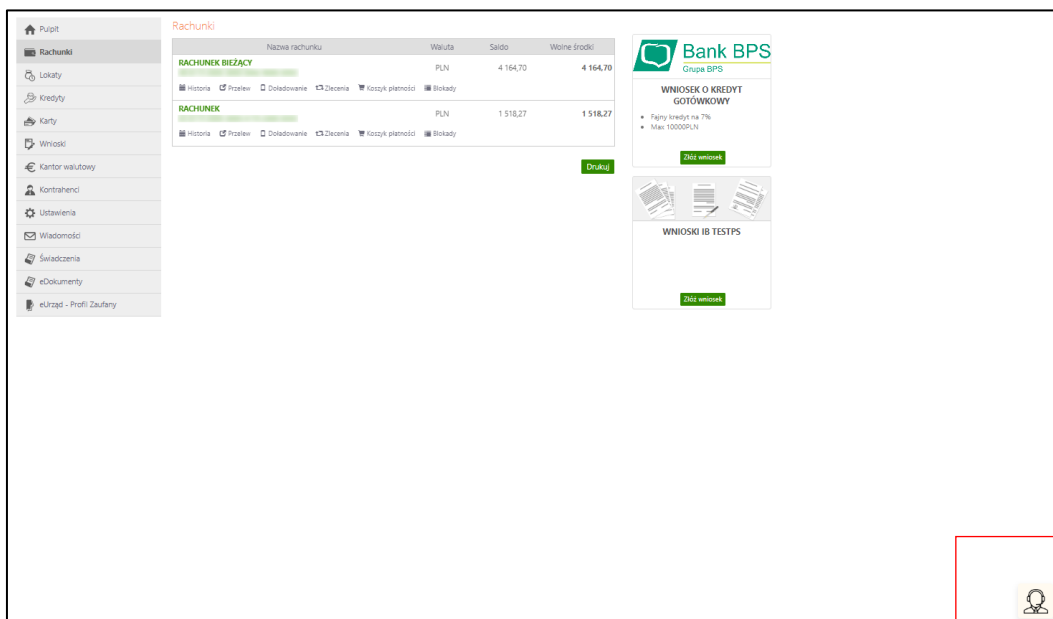 Pulpit
Rachunki
Lokaty
Kredyty
Karty
Wnioski
Kantor walutowy
Kontrahenci
Ustawienia
Wiadomości
Świadczenia
eDokumenty
eUrząd - Profil Zaufany
Rachunki
Nazwa rachunku Waluta Saldo Wolne środki
RACHUNEK BIEŻĄCY
PLN 4 164,70 4 164,70
Historia Przelew Doładowanie Zlecenia Koszyk płatności Blokady
RACHUNEK
PLN 1 518,27 1 518,27
Historia Przelew Doładowanie Zlecenia Koszyk płatności Blokady
Drukuj
Bank BPS
Grupa BPS
WNIOSEK O KREDYT
GOTÓWKOWY
Fajny kredyt na 7%
Max 10000PLN
Złóż wniosek
WNIOSKI IB TESTPS
Złóż wniosek